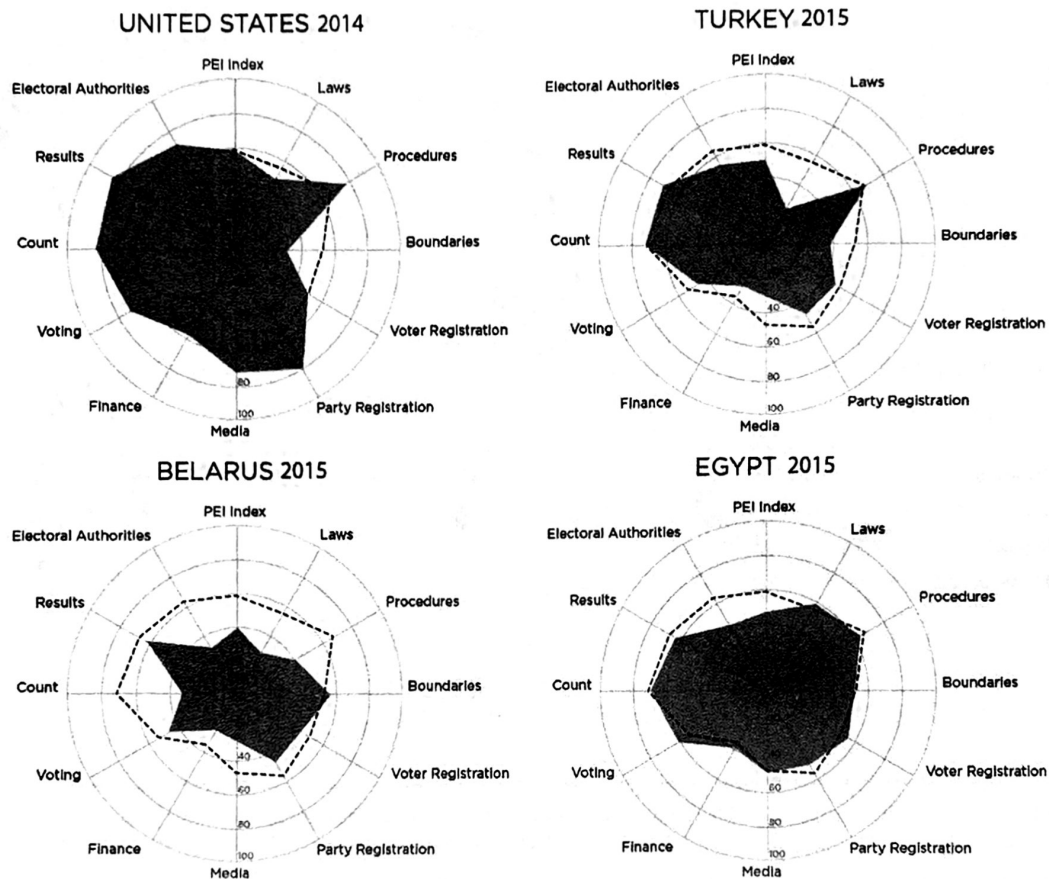 UNITED STATES 2014
PEI Index
Laws
Procedures
Boundaries
Voter Registration
Party Registration
Media
Finance
Voting
Count
Results
Electoral Authorities
80
100
TURKEY 2015
PEI Index
Laws
Procedures
Boundaries
Voter Registration
Party Registration
Media
Finance
Voting
Count
Results
Electoral Authorities
40
60
80
100
BELARUS 2015
PEI Index
Laws
Procedures
Boundaries
Voter Registration
Party Registration
Media
Finance
Voting
Count
Results
Electoral Authorities
40
60
80
100
EGYPT 2015
PEI Index
Laws
Procedures
Boundaries
Voter Registration
Party Registration
Media
Finance
Voting
Count
Results
Electoral Authorities
60
80
100